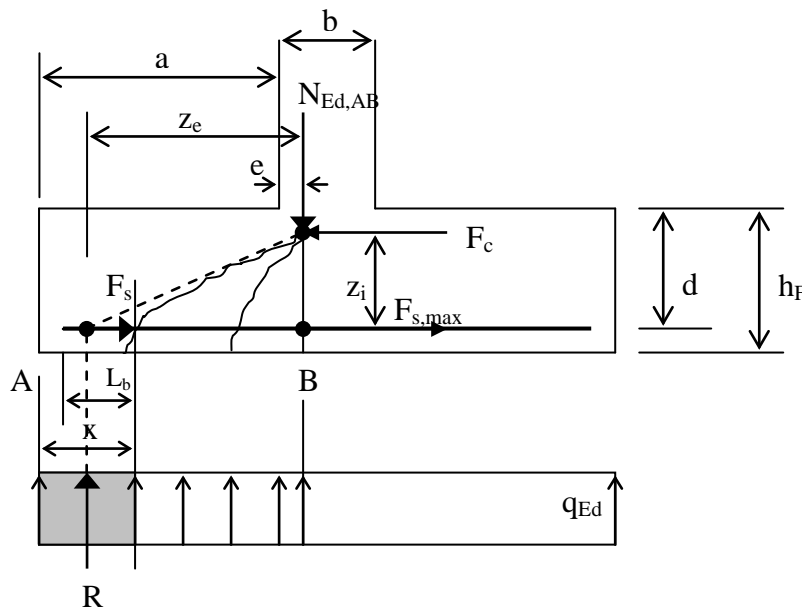 b
a
N_Ed,AB
z_e
e
F_c
F_s
z_i
d
h_F
F_s,max
A
L_b
B
x
q_Ed
R